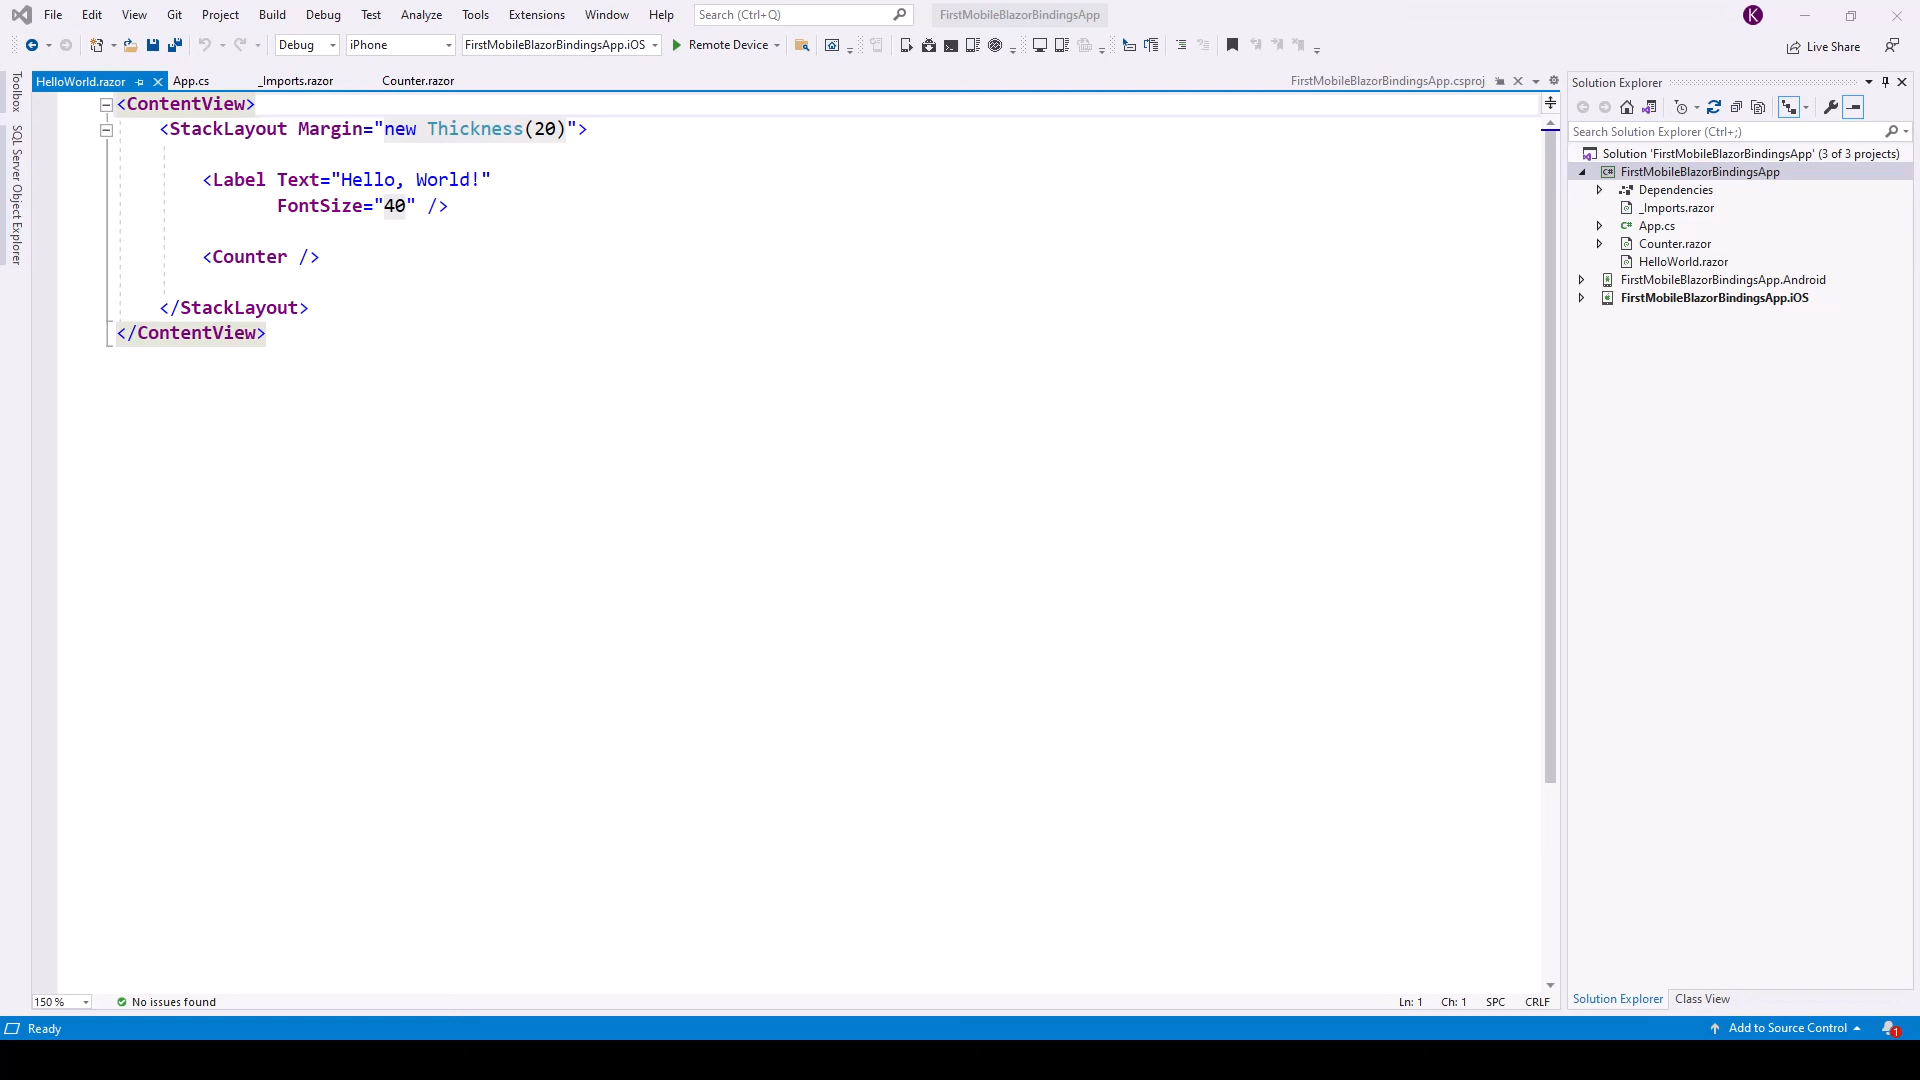 File Edit View Git Project Build Debug Test Analyze Tools Extensions Window Help Search (Ctrl+Q) FirstMobileBlazorBindingsApp K
Debug iPhone FirstMobileBlazorBindingsApp.iOS Remote Device Live Share
Toolbox
SQL Server Object Explorer
HelloWorld.razor App.cs _Imports.razor Counter.razor FirstMobileBlazorBindingsApp.csproj
<ContentView>
<StackLayout Margin="new Thickness(20)">
<Label Text="Hello, World!"
FontSize="40" />
<Counter />
</StackLayout>
</ContentView>
Solution Explorer
Search Solution Explorer (Ctrl+;)
Solution 'FirstMobileBlazorBindingsApp' (3 of 3 projects)
FirstMobileBlazorBindingsApp
Dependencies
_Imports.razor
C# App.cs
Counter.razor
HelloWorld.razor
FirstMobileBlazorBindingsApp.Android
FirstMobileBlazorBindingsApp.iOS
Solution Explorer Class View
150 % No issues found Ln: 1 Ch: 1 SPC CRLF
Ready Add to Source Control 1